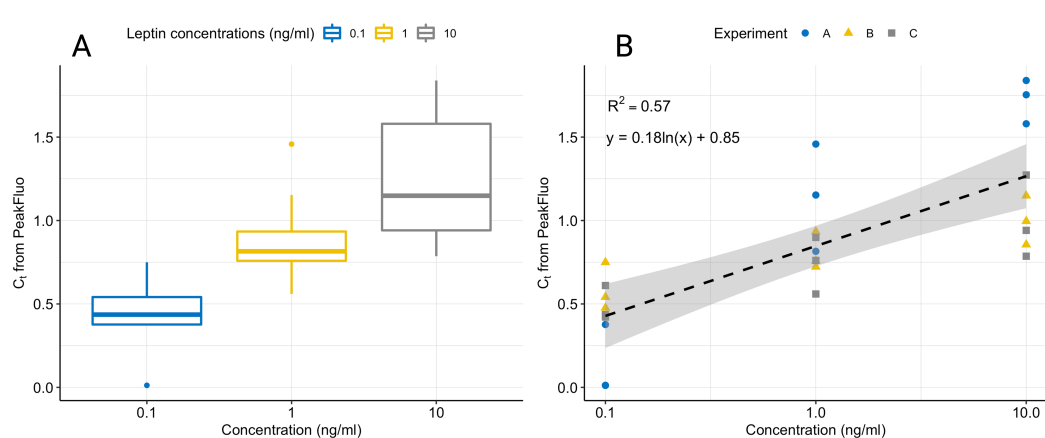 A
Leptin concentrations (ng/ml) 0.1 1 10
C_t from PeakFluo
1.5
1.0
0.5
0.0
0.1 1 10
Concentration (ng/ml)
B
Experiment A B C
R² = 0.57
y = 0.18ln(x) + 0.85
C_t from PeakFluo
1.5
1.0
0.5
0.0
0.1 1.0 10.0
Concentration (ng/ml)